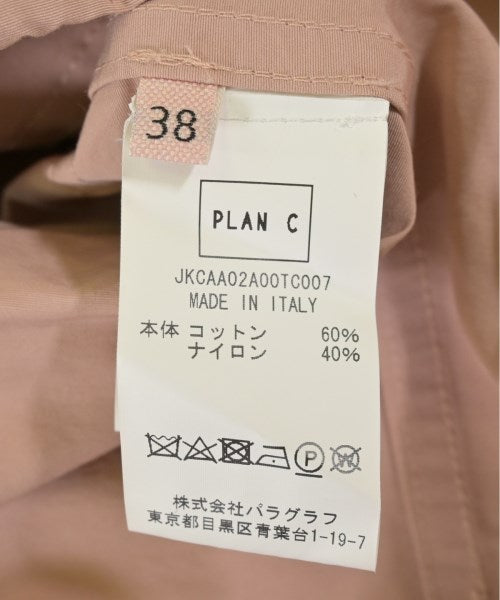 38
PLAN C
JKCAA02A00TC007
MADE IN ITALY
本体 コットン 60%
ナイロン 40%
P
W
株式会社パラグラフ
東京都目黒区青葉台1-19-7